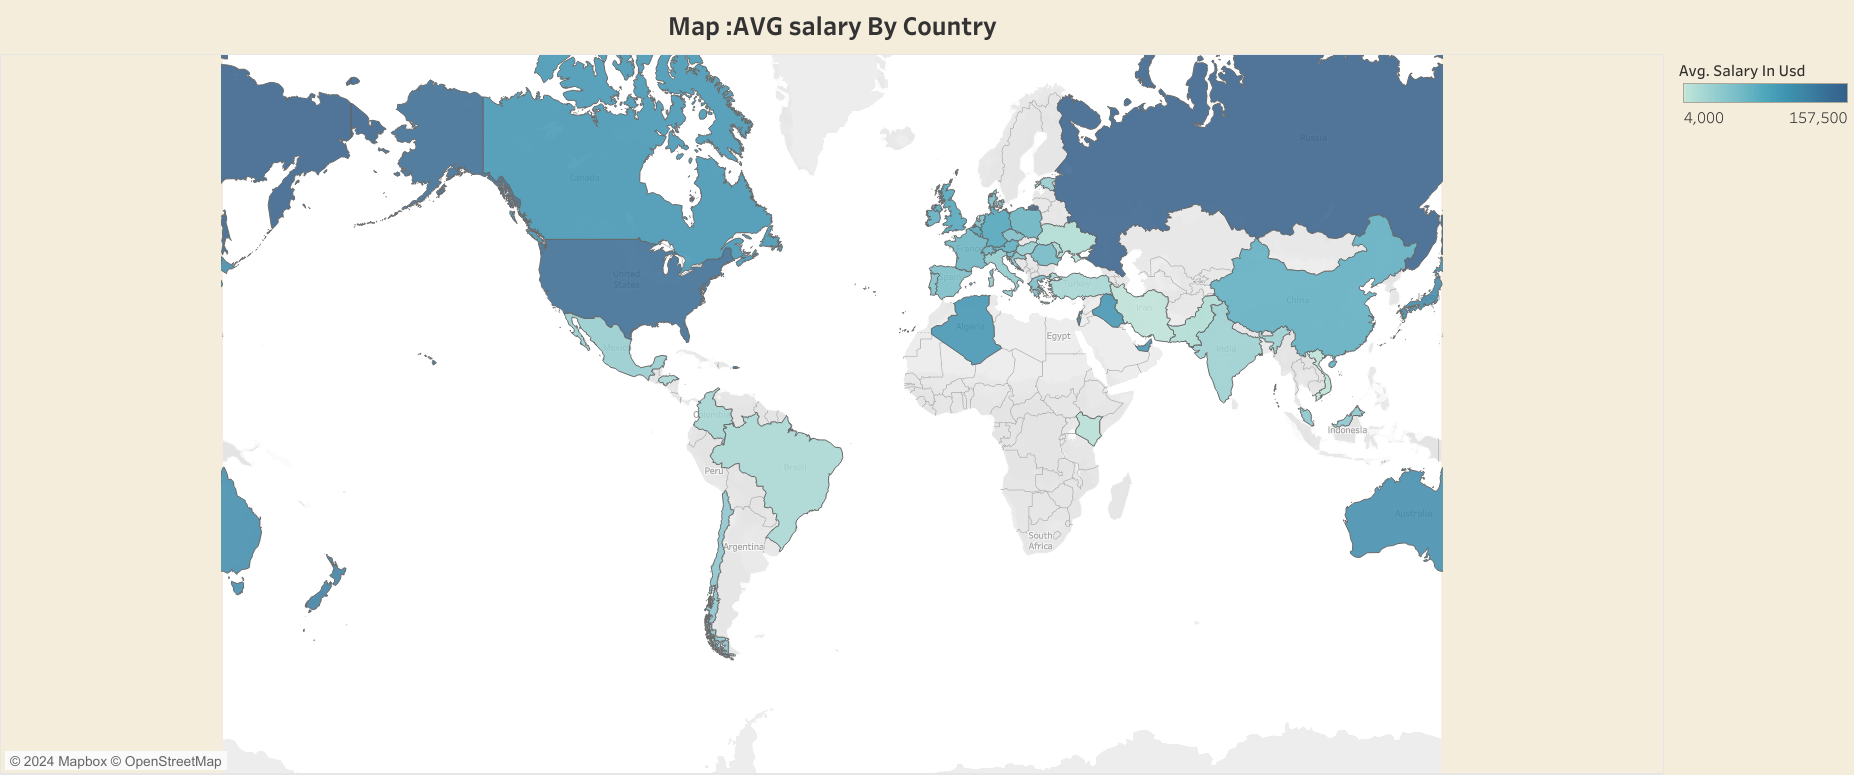 Map :AVG salary By Country
Avg. Salary In Usd
4,000
157,500
Russia
Canada
United
States
France
Turkey
China
Iran
Algeria
Egypt
Mexico
India
Colombia
Indonesia
Brazil
Peru
Australia
South
Africa
Argentina
© 2024 Mapbox © OpenStreetMap